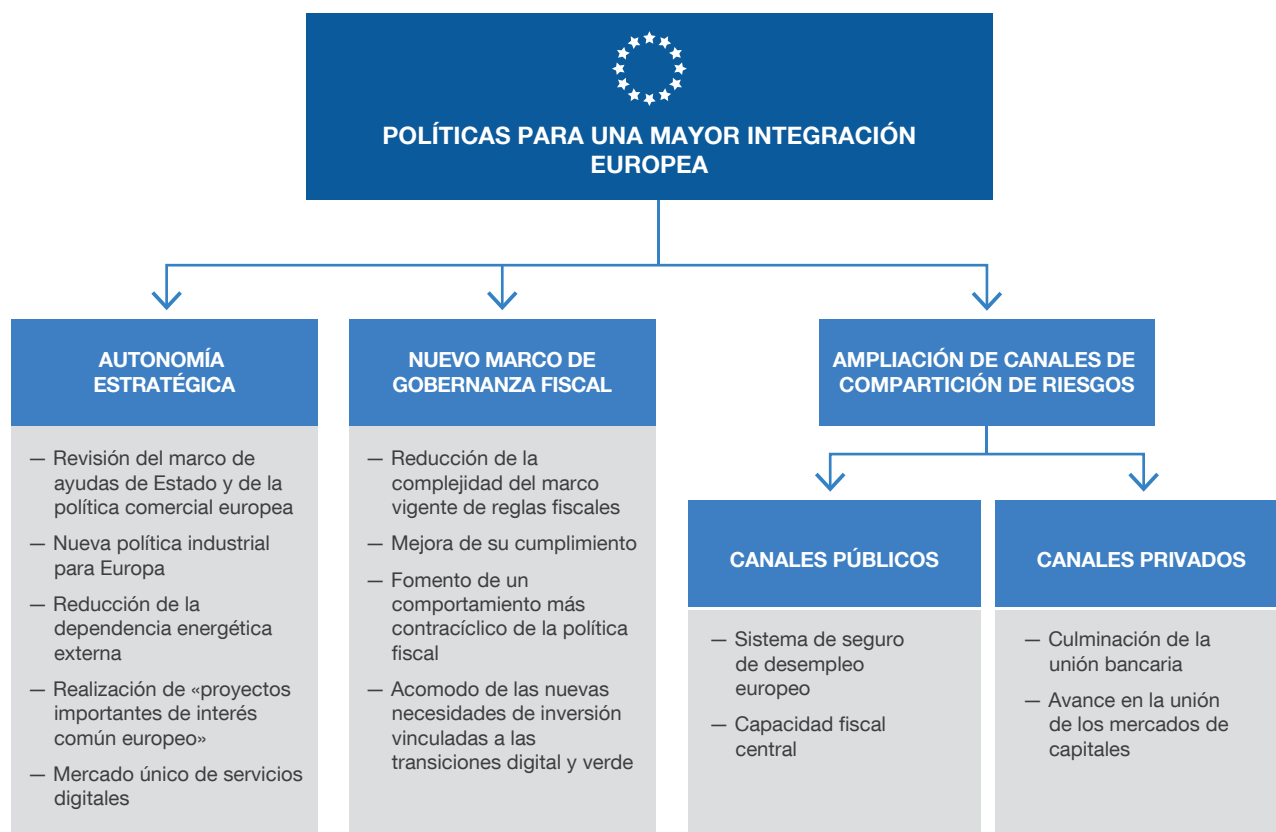 POLÍTICAS PARA UNA MAYOR INTEGRACIÓN
EUROPEA
AUTONOMÍA
ESTRATÉGICA
— Revisión del marco de
ayudas de Estado y de la
política comercial europea
— Nueva política industrial
para Europa
— Reducción de la
dependencia energética
externa
— Realización de «proyectos
importantes de interés
común europeo»
— Mercado único de servicios
digitales
NUEVO MARCO DE
GOBERNANZA FISCAL
— Reducción de la
complejidad del marco
vigente de reglas fiscales
— Mejora de su cumplimiento
— Fomento de un
comportamiento más
contracíclico de la política
fiscal
— Acomodo de las nuevas
necesidades de inversión
vinculadas a las
transiciones digital y verde
AMPLIACIÓN DE CANALES DE
COMPARTICIÓN DE RIESGOS
CANALES PÚBLICOS
— Sistema de seguro
de desempleo
europeo
— Capacidad fiscal
central
CANALES PRIVADOS
— Culminación de la
unión bancaria
— Avance en la unión
de los mercados de
capitales